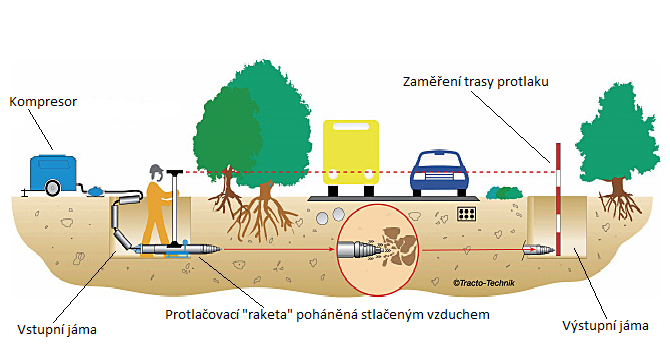 Zaměření trasy protlaku
Kompresor
©Tracto-Technik
Protlačovací "raketa" poháněná stlačeným vzduchem
Vstupní jáma
Výstupní jáma